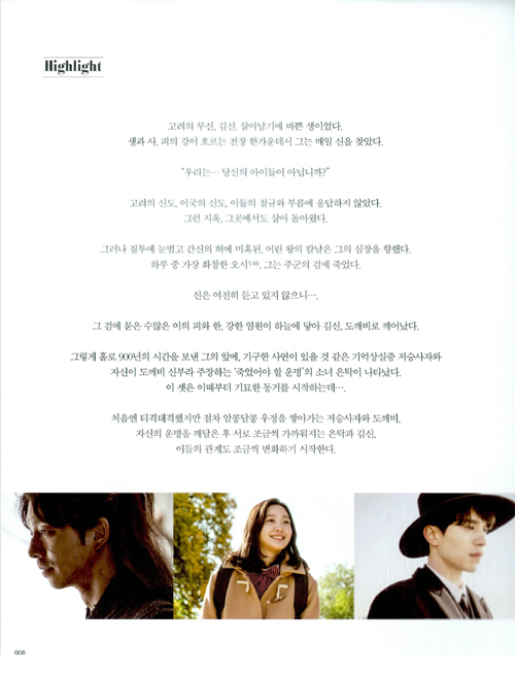 Highlight
고려의 무신, 김신. 살아남기에 바쁜 생이었다.
생과 사, 피의 강이 흐르는 전장 한가운데서 그는 매일 신을 찾았다.
“우리는… 당신의 아이들이 아닙니까?”
고려의 신도, 이국의 신도, 이들의 절규와 부름에 응답하지 않았다.
그런 지옥, 그곳에서도 살아 돌아왔다.
그러나 질투에 눈멀고 간신의 혀에 미혹된, 어린 왕의 칼날은 그의 심장을 향했다.
하루 중 가장 화창한 오시午時, 그는 주군의 검에 죽었다.
신은 여전히 듣고 있지 않으니….
그 검에 묻은 수많은 이의 피와 한, 강한 염원이 하늘에 닿아 김신, 도깨비로 깨어났다.
그렇게 홀로 900년의 시간을 보낸 그의 앞에, 기구한 사연이 있을 것 같은 기억상실증 저승사자와
자신이 도깨비 신부라 주장하는 ‘죽었어야 할 운명’의 소녀 은탁이 나타났다.
이 셋은 이때부터 기묘한 동거를 시작하는데….
처음엔 티격태격했지만 점차 알콩달콩 우정을 쌓아가는 저승사자와 도깨비,
자신의 운명을 깨달은 후 서로 조금씩 가까워지는 은탁과 김신.
이들의 관계도 조금씩 변화하기 시작한다.
008